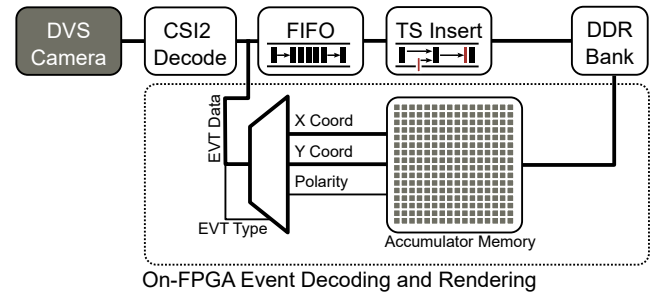 DVS
Camera
CSI2
Decode
FIFO
TS Insert
DDR
Bank
EVT Data
X Coord
Y Coord
Polarity
EVT Type
Accumulator Memory
On-FPGA Event Decoding and Rendering